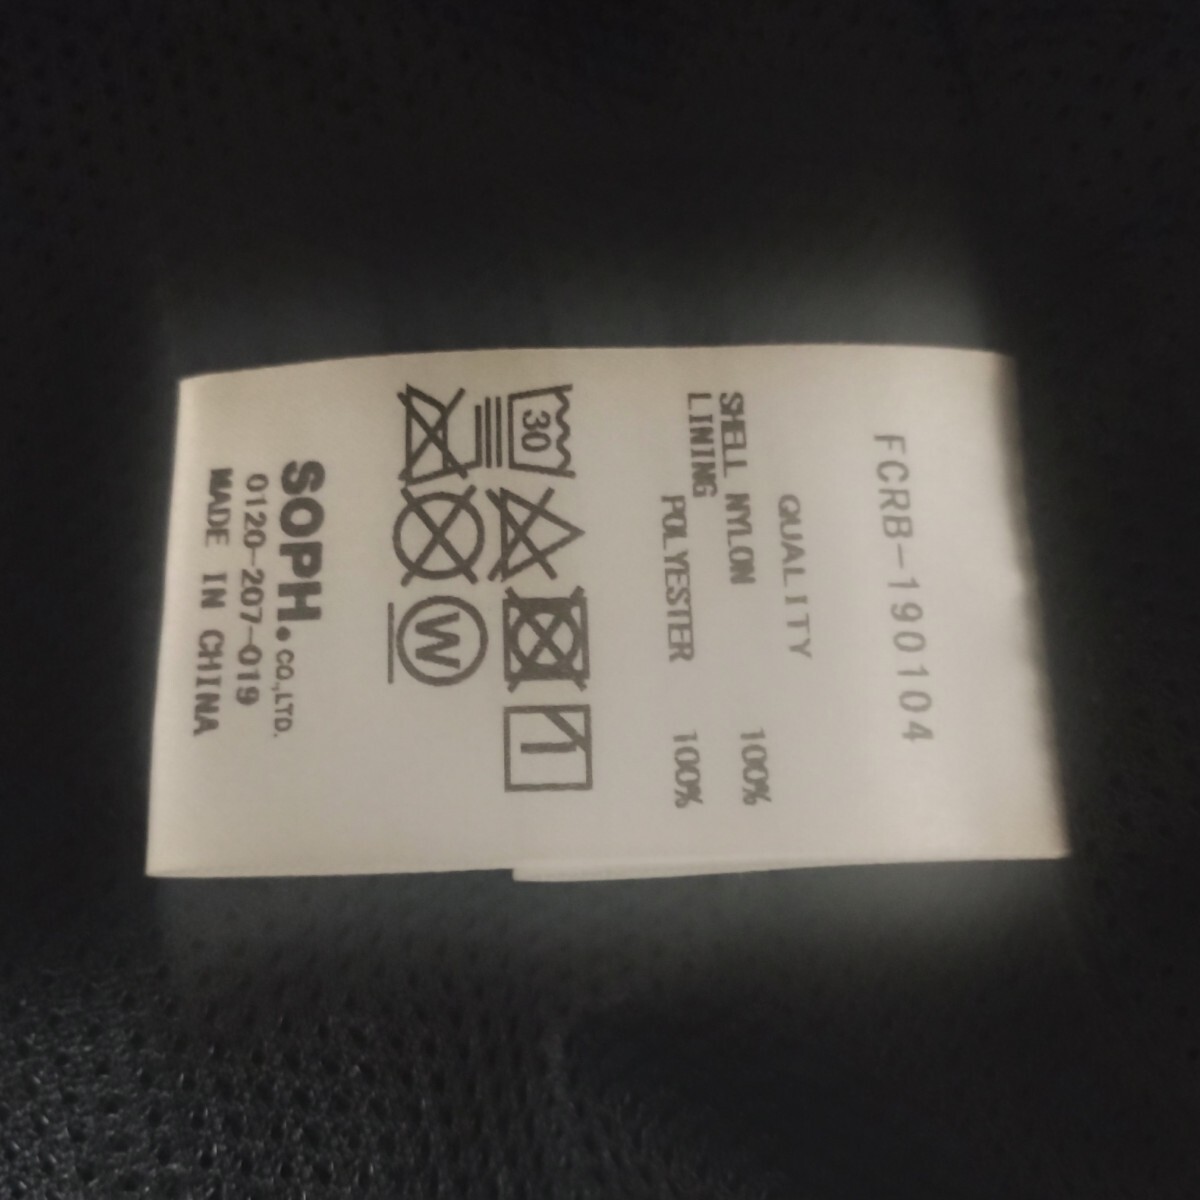 FCRB-190104
QUALITY
SHELL NYLON 100%
LINING
POLYESTER 100%
30
W
SOPH.CO.,LTD.
0120-207-019
MADE IN CHINA